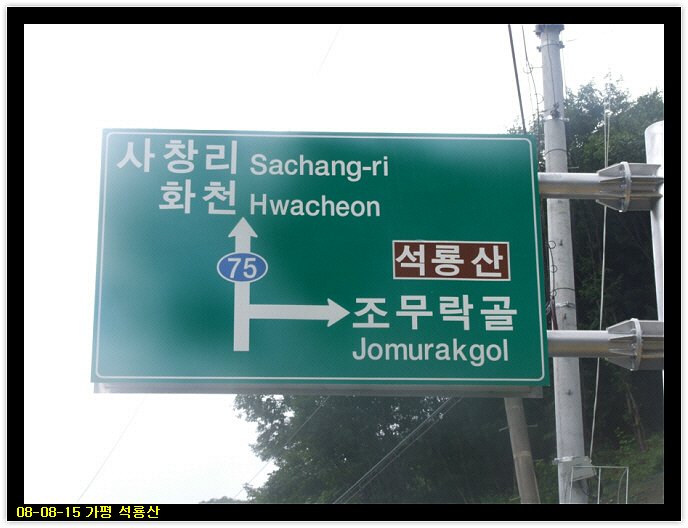 사창리 Sachang-ri
화천 Hwacheon
75
석룡산
조무락골
Jomurakgol
08-08-15 가평 석룡산